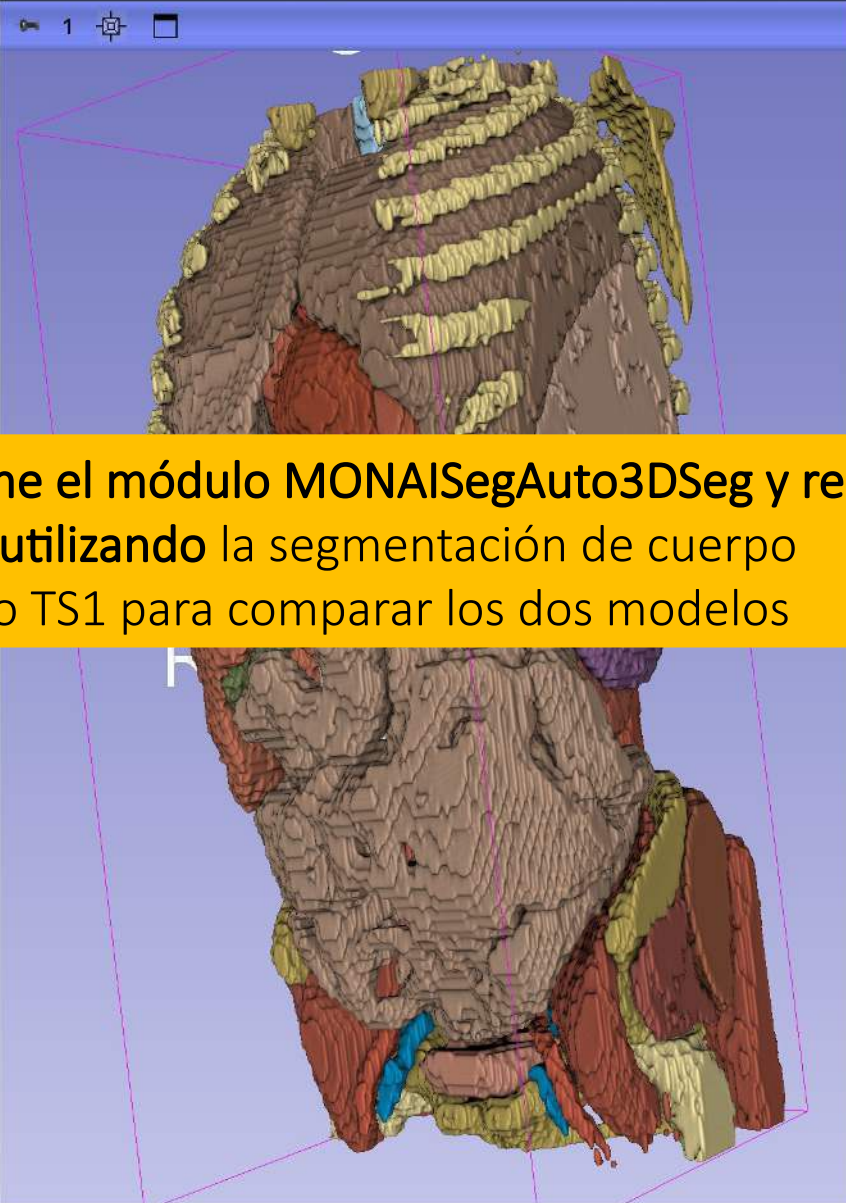 1
ne el módulo MONAISegAuto3DSeg y re
utilizando la segmentación de cuerpo
o TS1 para comparar los dos modelos
R